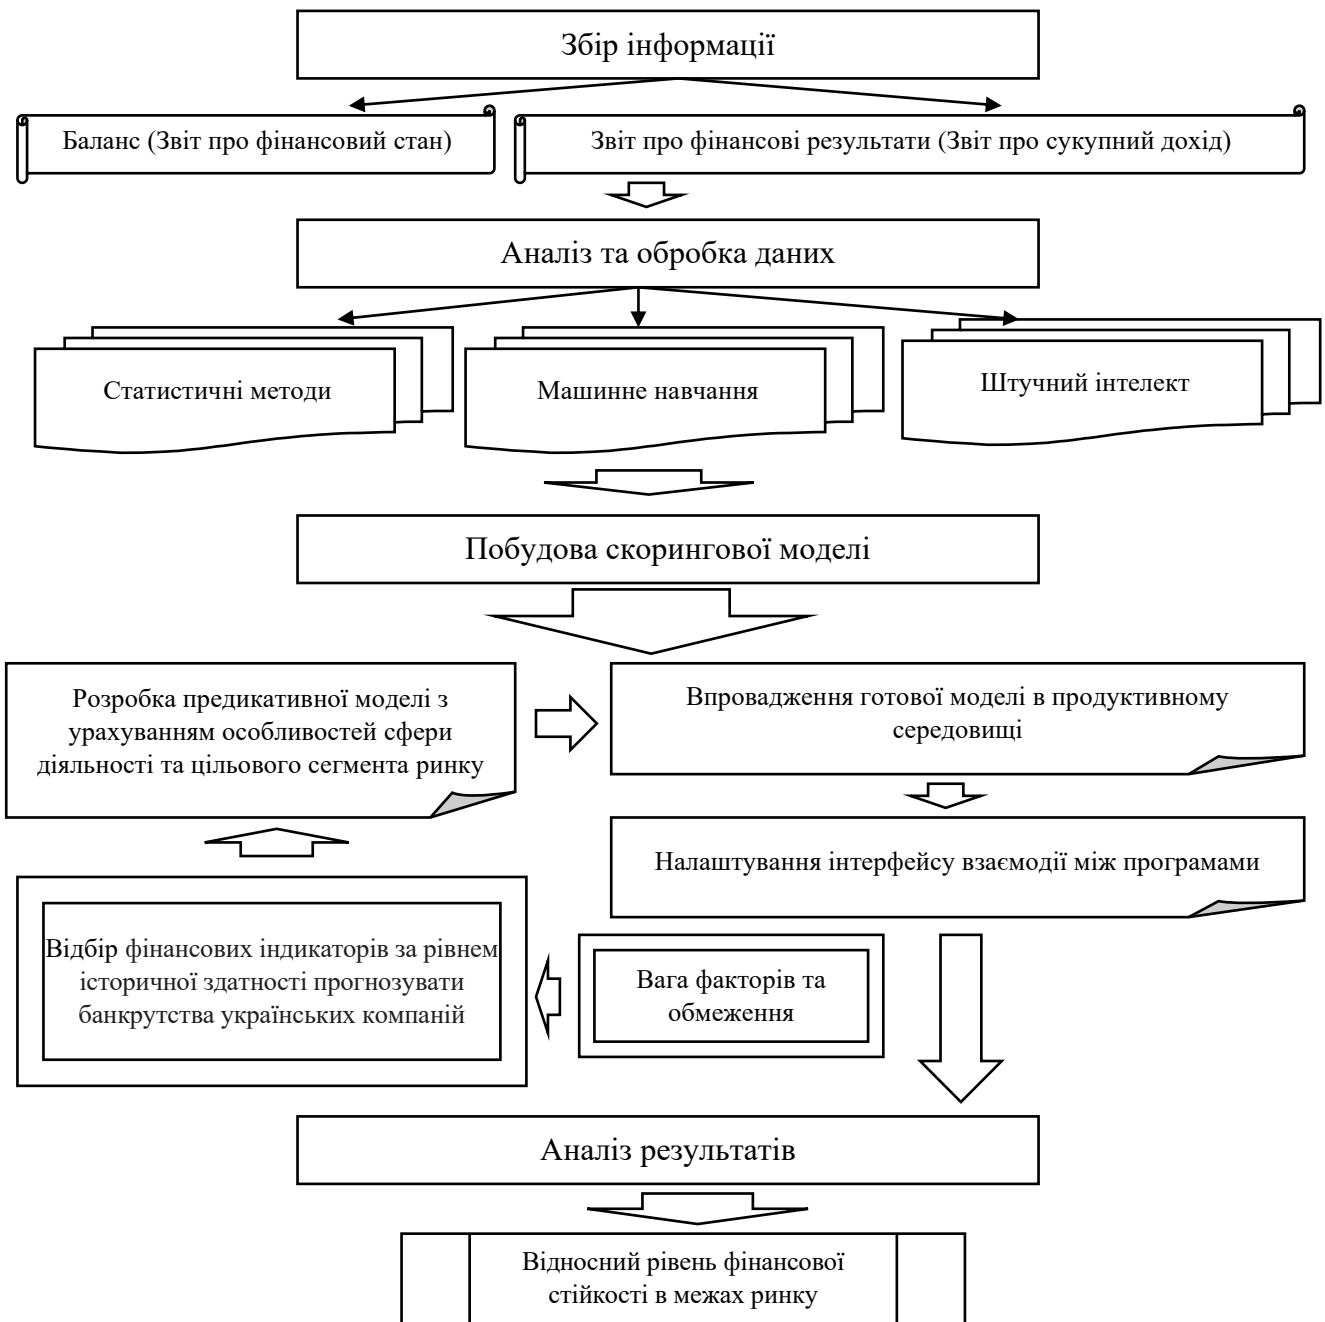 Збір інформації
Баланс (Звіт про фінансовий стан)
Звіт про фінансові результати (Звіт про сукупний дохід)
Аналіз та обробка даних
Статистичні методи
Машинне навчання
Штучний інтелект
Побудова скорингової моделі
Розробка предикативної моделі з
урахуванням особливостей сфери
діяльності та цільового сегмента ринку
Впровадження готової моделі в продуктивному
середовищі
Налаштування інтерфейсу взаємодії між програмами
Відбір фінансових індикаторів за рівнем
історичної здатності прогнозувати
банкрутства українських компаній
Вага факторів та
обмеження
Аналіз результатів
Відносний рівень фінансової
стійкості в межах ринку